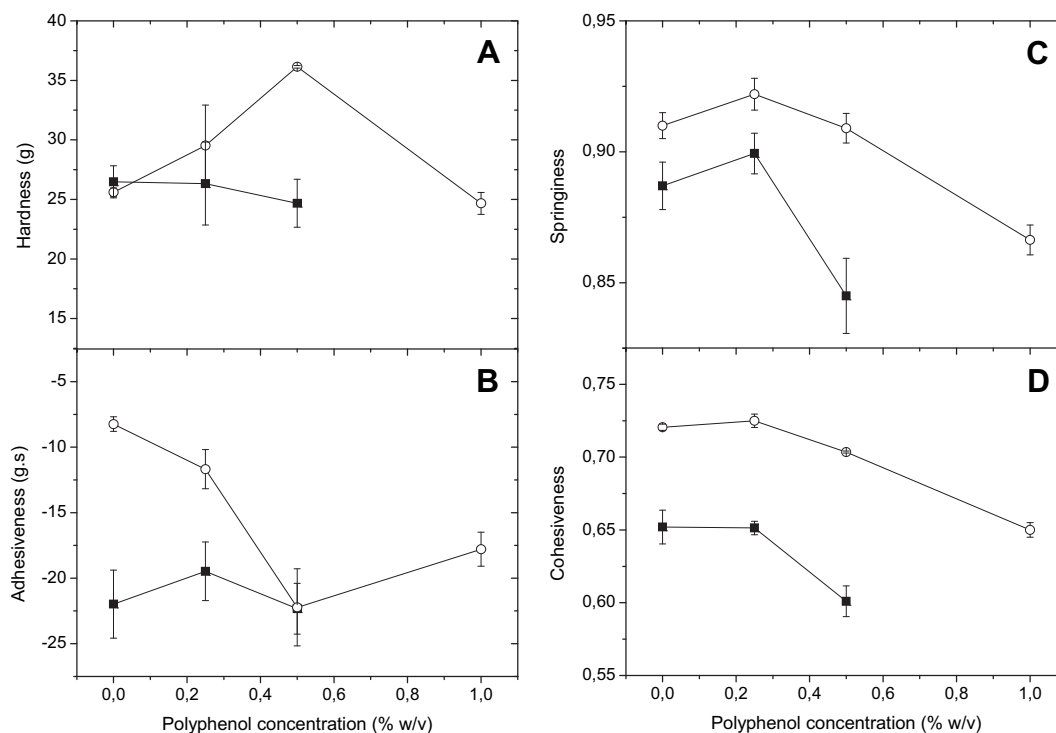 A
Hardness (g)
40
35
30
25
20
15
B
Adhesiveness (g.s)
-5
-10
-15
-20
-25
0,0 0,2 0,4 0,6 0,8 1,0
Polyphenol concentration (% w/v)
C
Springiness
0,95
0,90
0,85
D
Cohesiveness
0,75
0,70
0,65
0,60
0,55
0,0 0,2 0,4 0,6 0,8 1,0
Polyphenol concentration (% w/v)